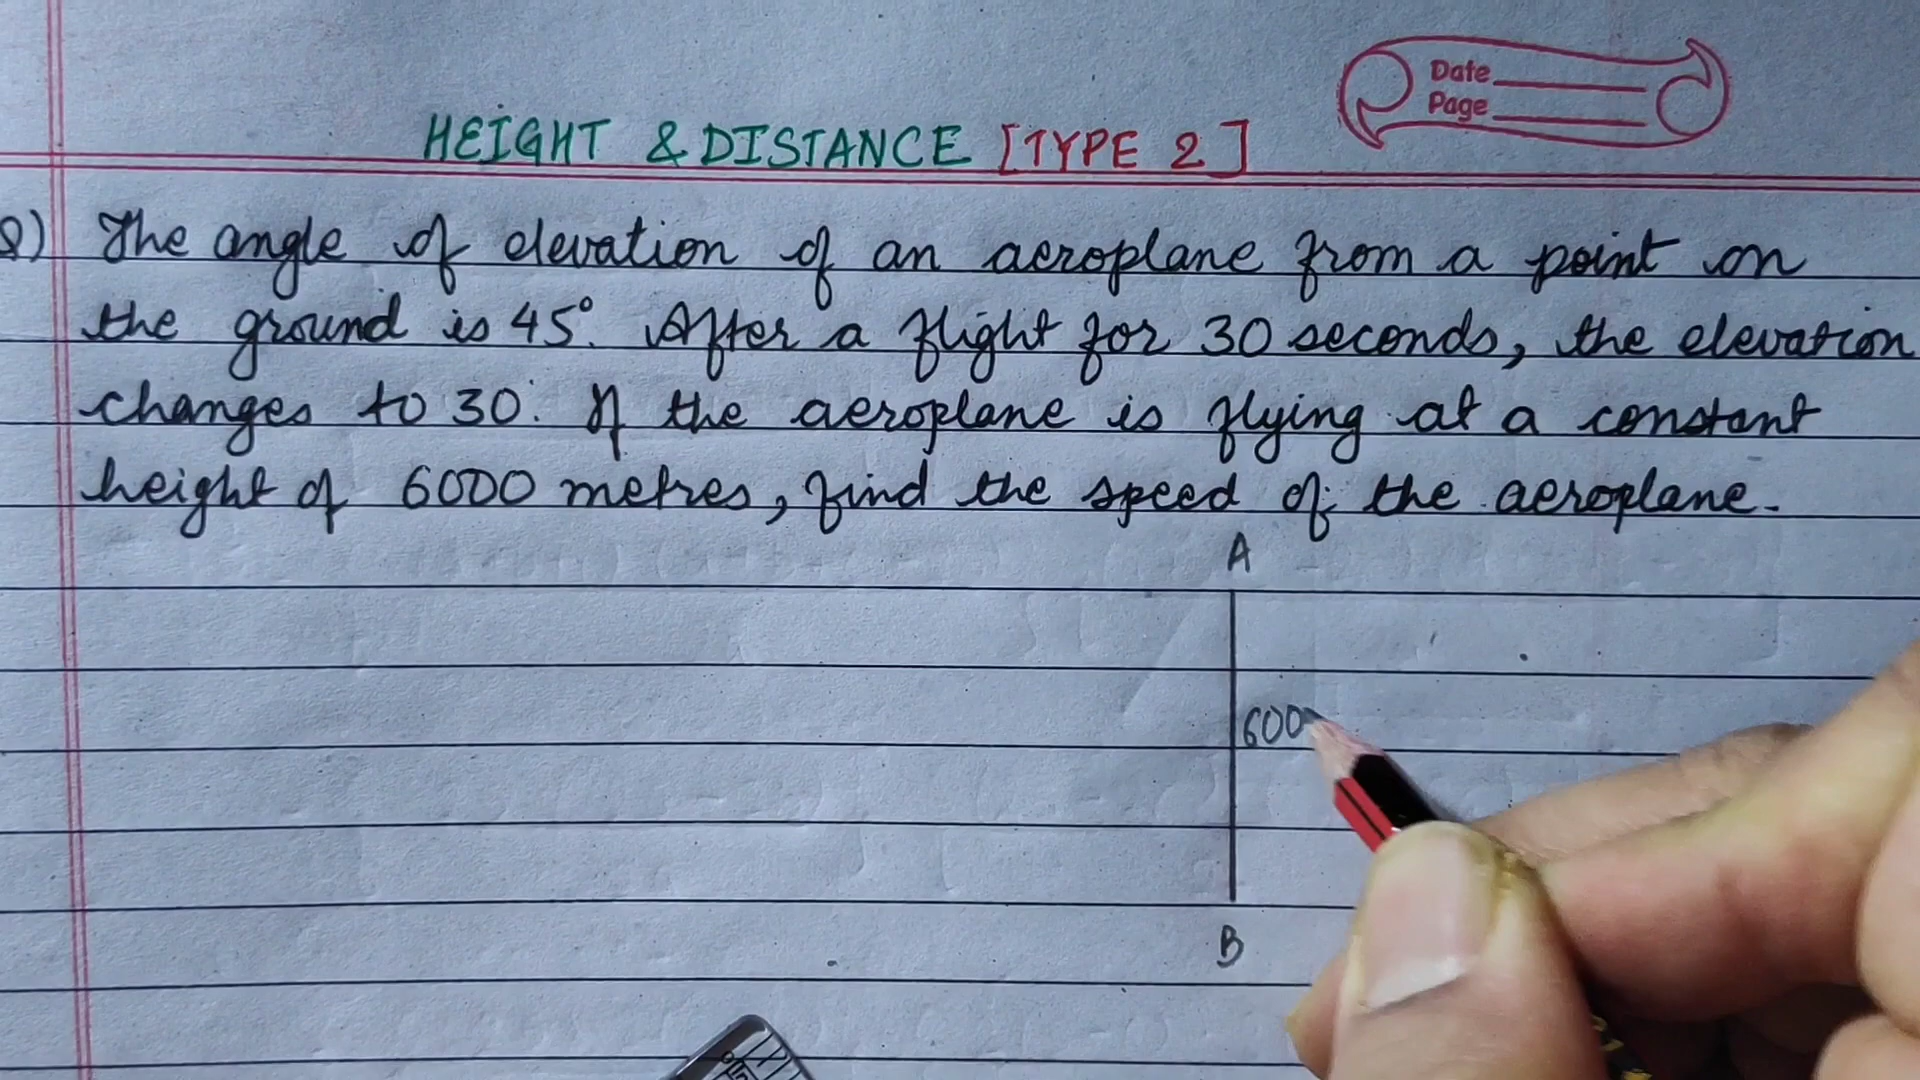 Date
Page
HEIGHT & DISTANCE [TYPE 2]
Q) The angle of elevation of an aeroplane from a point on
the ground is 45°. After a flight for 30 seconds, the elevation
changes to 30°. If the aeroplane is flying at a constant
height of 6000 metres, find the speed of the aeroplane.
A
600
B